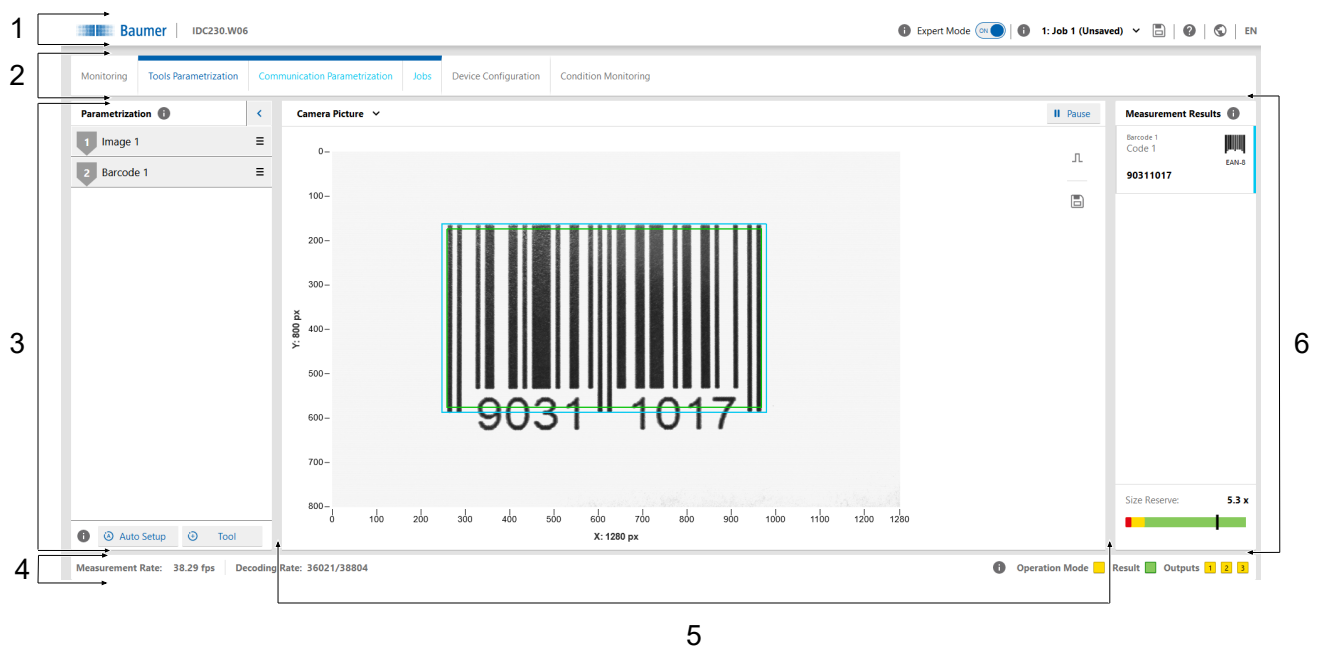 1
Baumer
IDC230.W06
Expert Mode
ON
1: Job 1 (Unsaved)
EN
2
Monitoring
Tools Parametrization
Communication Parametrization
Jobs
Device Configuration
Condition Monitoring
3
Parametrization
1 Image 1
2 Barcode 1
Auto Setup
Tool
Camera Picture
Pause
0
100
200
300
400
500
600
700
800
Y: 800 px
9031 1017
0 100 200 300 400 500 600 700 800 900 1000 1100 1200 1280
X: 1280 px
Measurement Results
Barcode 1
Code 1
EAN-8
90311017
Size Reserve: 5.3 x
6
4
Measurement Rate: 38.29 fps
Decoding Rate: 36021/38804
Operation Mode
Result
Outputs 1 2 3
5